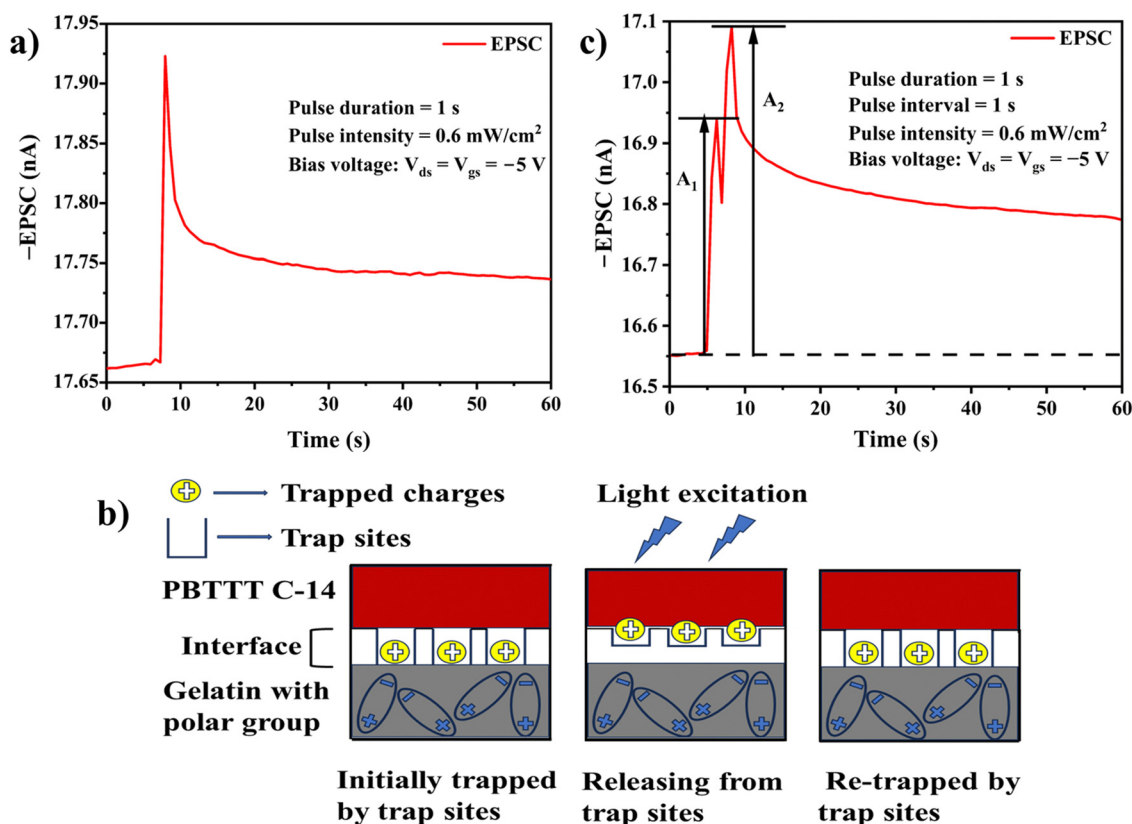 a)
−EPSC (nA)
17.95
17.90
17.85
17.80
17.75
17.70
17.65
EPSC
Pulse duration = 1 s
Pulse intensity = 0.6 mW/cm²
Bias voltage: Vds = Vgs = −5 V
0 10 20 30 40 50 60
Time (s)
c)
−EPSC (nA)
17.1
17.0
16.9
16.8
16.7
16.6
16.5
EPSC
A1
A2
Pulse duration = 1 s
Pulse interval = 1 s
Pulse intensity = 0.6 mW/cm²
Bias voltage: Vds = Vgs = −5 V
0 10 20 30 40 50 60
Time (s)
b)
Trapped charges
Trap sites
Light excitation
PBTTT C-14
Interface
Gelatin with
polar group
Initially trapped
by trap sites
Releasing from
trap sites
Re-trapped by
trap sites